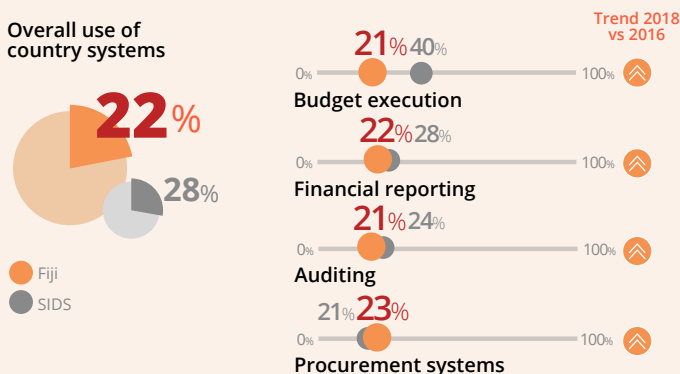 Overall use of
country systems
22%
28%
Fiji
SIDS
Trend 2018
vs 2016
21% 40%
0% 100%
Budget execution
22% 28%
0% 100%
Financial reporting
21% 24%
0% 100%
Auditing
21% 23%
0% 100%
Procurement systems